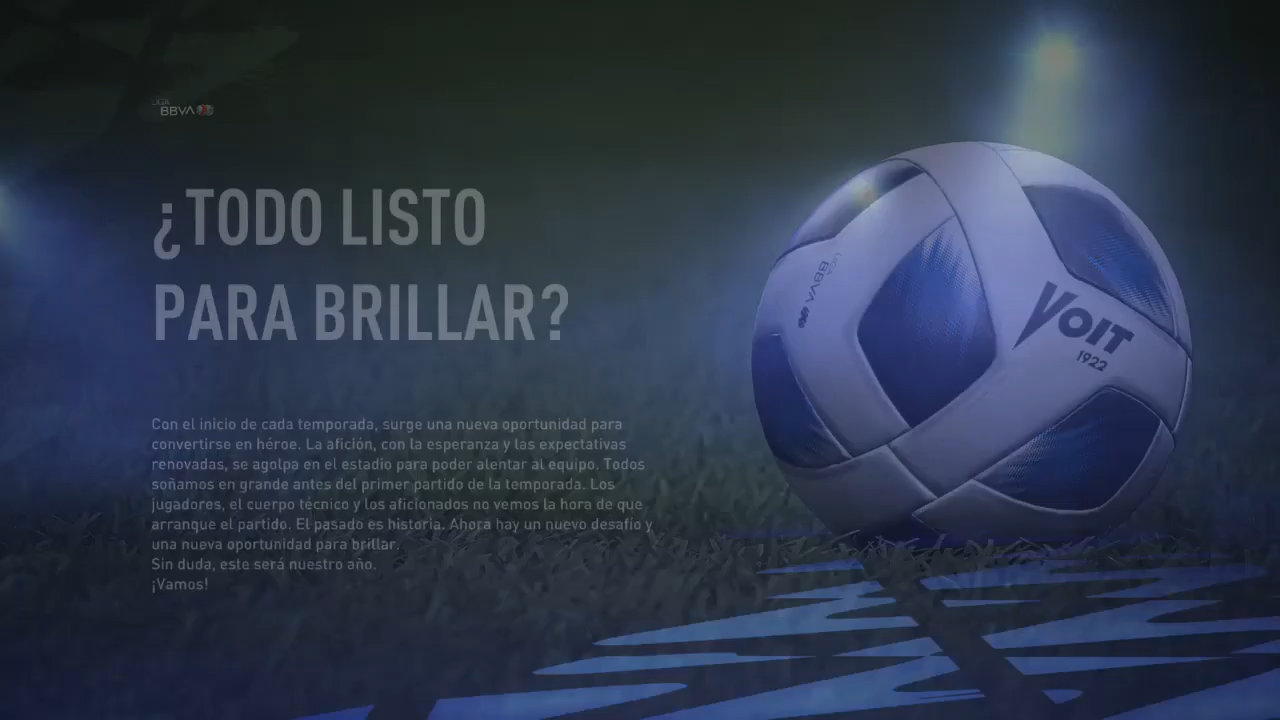 LIGA
BBVA MX
¿TODO LISTO
PARA BRILLAR?
Con el inicio de cada temporada, surge una nueva oportunidad para
convertirse en héroe. La afición, con la esperanza y las expectativas
renovadas, se agolpa en el estadio para poder alentar al equipo. Todos
soñamos en grande antes del primer partido de la temporada. Los
jugadores, el cuerpo técnico y los aficionados no vemos la hora de que
arranque el partido. El pasado es historia. Ahora hay un nuevo desafío y
una nueva oportunidad para brillar.
Sin duda, este será nuestro año.
¡Vamos!
LIGA
BBVA MX
VOIT
1922